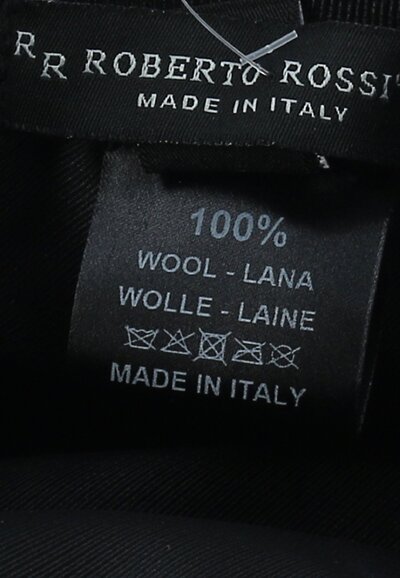 RR ROBERTO ROSSI
MADE IN ITALY
100%
WOOL - LANA
WOLLE - LAINE
MADE IN ITALY